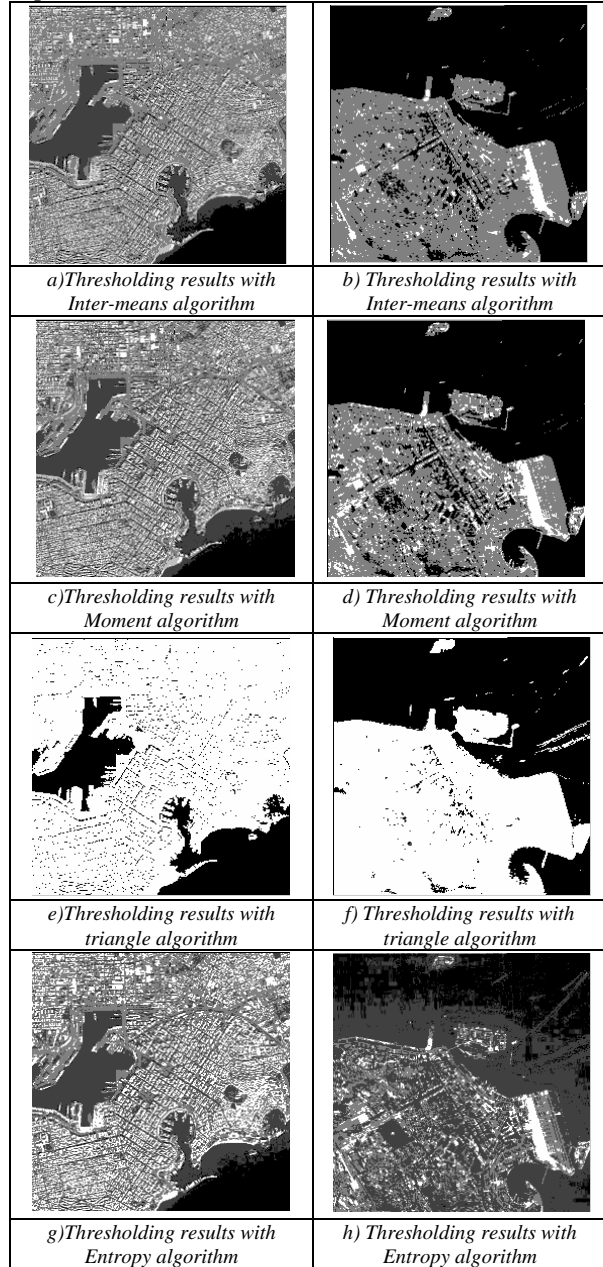 a)Thresholding results with
Inter-means algorithm
b) Thresholding results with
Inter-means algorithm
c)Thresholding results with
Moment algorithm
d) Thresholding results with
Moment algorithm
e)Thresholding results with
triangle algorithm
f) Thresholding results with
triangle algorithm
g)Thresholding results with
Entropy algorithm
h) Thresholding results with
Entropy algorithm